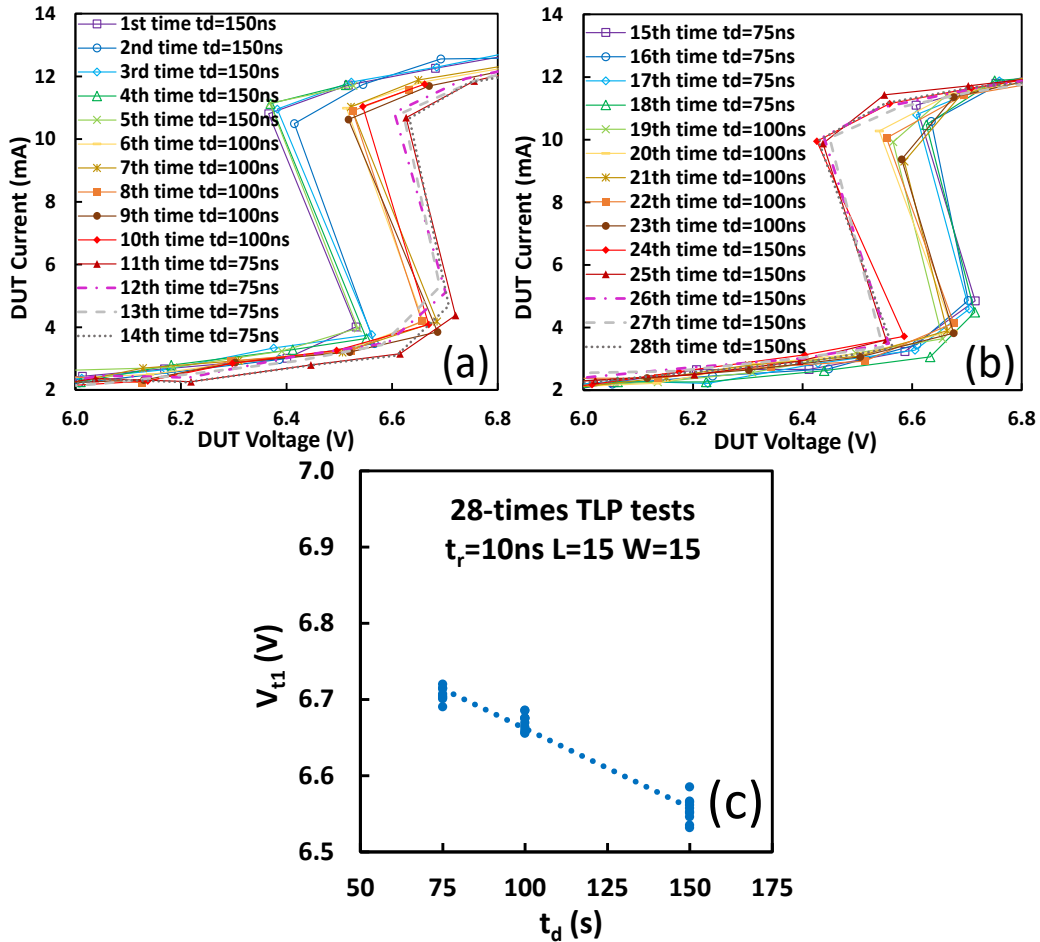 14
12
10
8
6
4
2
DUT Current (mA)
1st time td=150ns
2nd time td=150ns
3rd time td=150ns
4th time td=150ns
5th time td=150ns
6th time td=100ns
7th time td=100ns
8th time td=100ns
9th time td=100ns
10th time td=100ns
11th time td=75ns
12th time td=75ns
13th time td=75ns
14th time td=75ns
(a)
6.0 6.2 6.4 6.6 6.8
DUT Voltage (V)
14
12
10
8
6
4
2
DUT Current (mA)
15th time td=75ns
16th time td=75ns
17th time td=75ns
18th time td=75ns
19th time td=100ns
20th time td=100ns
21th time td=100ns
22th time td=100ns
23th time td=100ns
24th time td=150ns
25th time td=150ns
26th time td=150ns
27th time td=150ns
28th time td=150ns
(b)
6.0 6.2 6.4 6.6 6.8
DUT Voltage (V)
7.0
6.9
6.8
6.7
6.6
6.5
Vt1 (V)
28-times TLP tests
tr=10ns L=15 W=15
(c)
50 75 100 125 150 175
td (s)